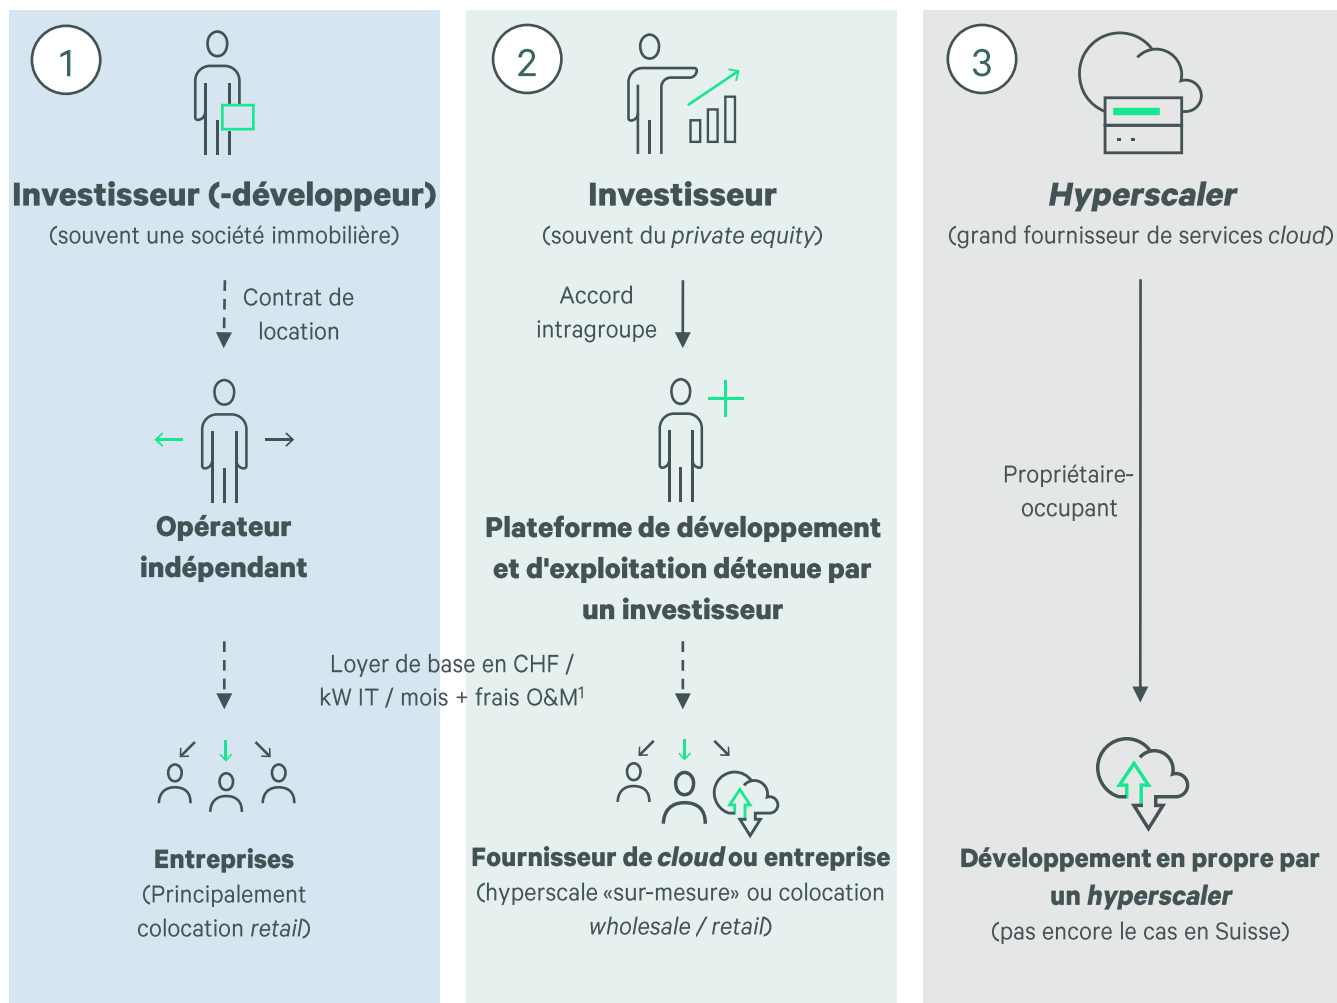 1
Investisseur (-développeur)
(souvent une société immobilière)
Contrat de
location
Opérateur
indépendant
Loyer de base en CHF /
kW IT / mois + frais O&M¹
Entreprises
(Principalement
colocation retail)
2
Investisseur
(souvent du private equity)
Accord
intragroupe
Plateforme de développement
et d'exploitation détenue par
un investisseur
Fournisseur de cloud ou entreprise
(hyperscale «sur-mesure» ou colocation
wholesale / retail)
3
Hyperscaler
(grand fournisseur de services cloud)
Propriétaire-
occupant
Développement en propre par
un hyperscaler
(pas encore le cas en Suisse)